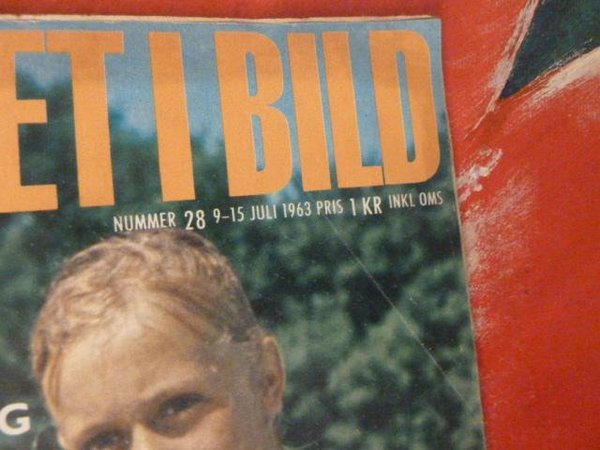 ET I BILD
NUMMER 28 9-15 JULI 1963 PRIS 1 KR INKL OMS
G